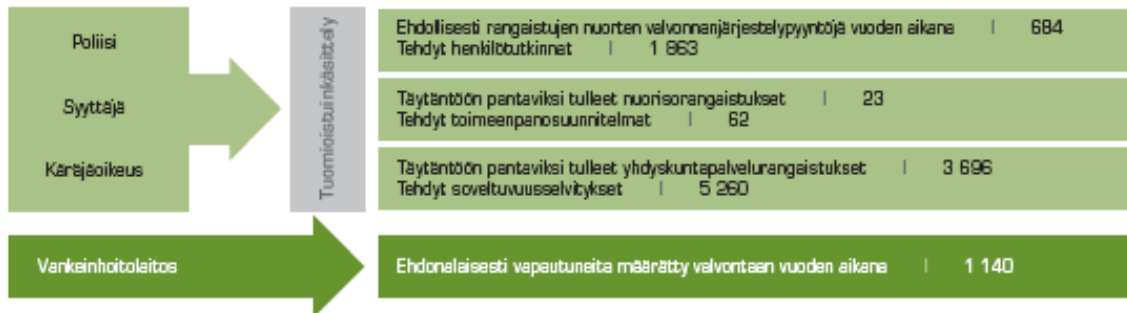 Poliisi
Syyttäjä
Käräjäoikeus
Tuomioistuinkäsittely
Ehdollisesti rangaistujen nuorten valvonnanjärjestelypyyntöjä vuoden aikana | 684
Tehdyt henkilötutkinnat | 1 863
Täytäntöön pantaviksi tulleet nuorisorangaistukset | 23
Tehdyt toimeenpanosuunnitelmat | 62
Täytäntöön pantaviksi tulleet yhdyskuntapalvelurangaistukset | 3 696
Tehdyt soveltuvuusselvitykset | 5 260
Vankeinhoitolaitos
Ehdonalaisesti vapautuneita määrätty valvontaan vuoden aikana | 1 140